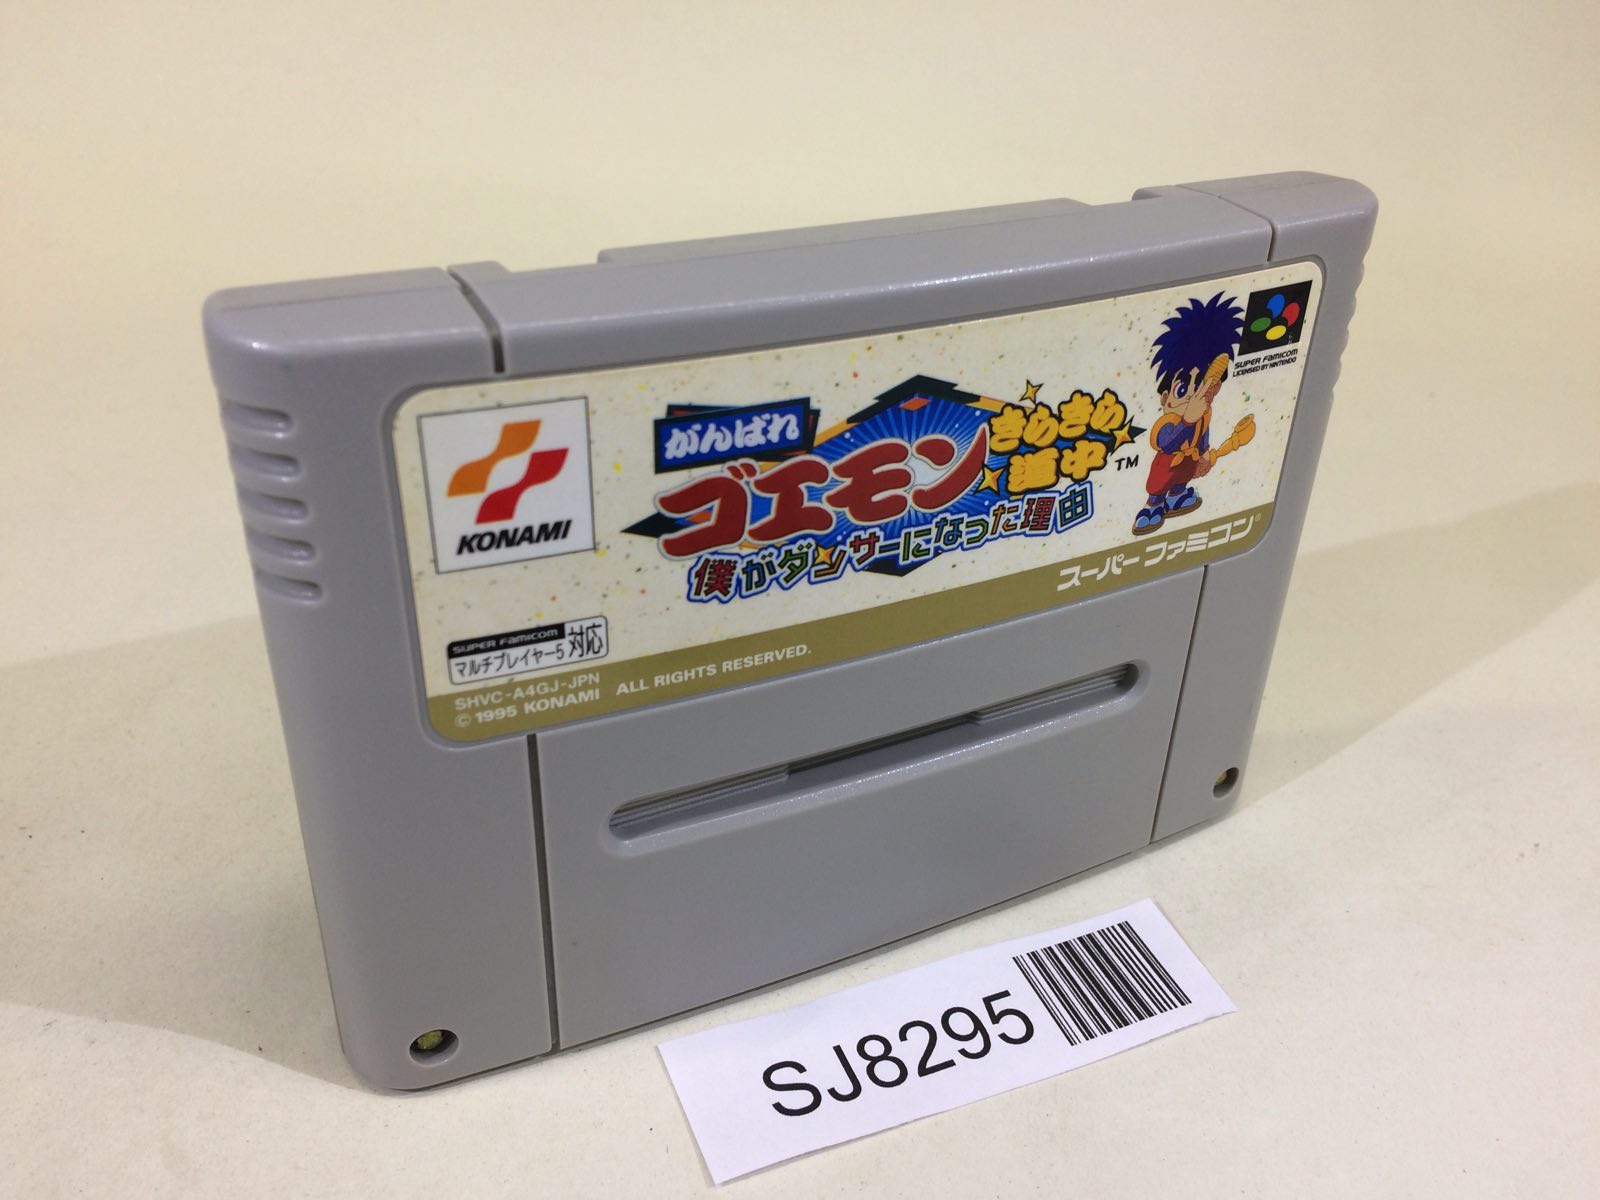 がんばれ
ゴエモン
きらきら
道中
TM
僕がダンサーになった理由
KONAMI
SUPER FAMICOM
LICENSED BY NINTENDO
スーパーファミコン®
SUPER FAMICOM
マルチプレイヤー5 対応
SHVC-A4GJ-JPN
© 1995 KONAMI ALL RIGHTS RESERVED.
SJ8295